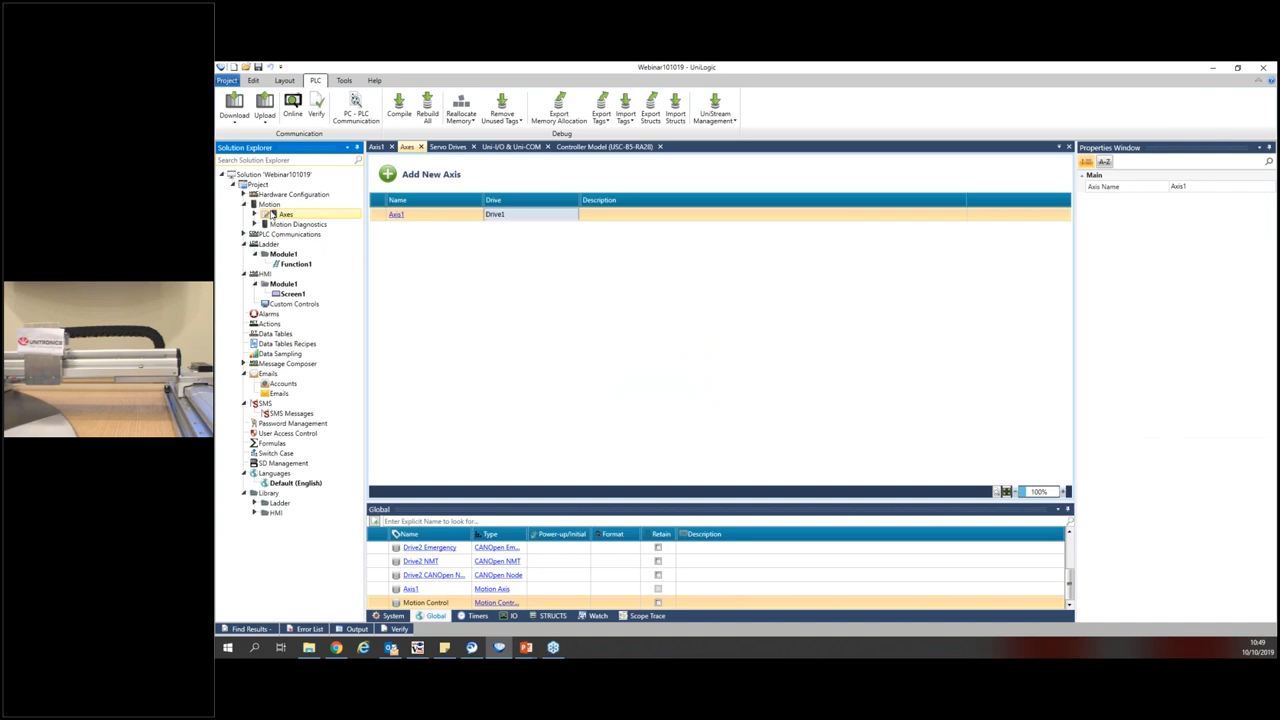 Webinar101019 - UniLogic
Project Edit Layout PLC Tools Help
Download Upload Online Verify PC - PLC Communication Compile Rebuild All Reallocate Memory Remove Unused Tags Export Memory Allocation Export Tags Import Tags Export Structs Import Structs UniStream Management
Communication Debug
Solution Explorer
Search Solution Explorer
Solution 'Webinar101019'
Project
Hardware Configuration
Motion
Axes
Motion Diagnostics
PLC Communications
Ladder
Module1
Function1
HMI
Module1
Screen1
Custom Controls
Alarms
Actions
Data Tables
Data Tables Recipes
Data Sampling
Message Composer
Emails
Accounts
Emails
SMS
SMS Messages
Password Management
User Access Control
Formulas
Switch Case
SD Management
Languages
Default (English)
Library
Ladder
HMI
Axis1 Axes Servo Drives Uni-I/O & Uni-COM Controller Model (USC-B5-RA28)
Add New Axis
Name Drive Description
Axis1 Drive1
100%
Global
Enter Explicit Name to look for...
Name Type Power-up/Initial Format Retain Description
Drive2 Emergency CANOpen Em...
Drive2 NMT CANOpen NMT
Drive2 CANOpen N... CANOpen Node
Axis1 Motion Axis
Motion Control Motion Contr...
System Global Timers IO STRUCTS Watch Scope Trace
Properties Window
A-Z
Main
Axis Name Axis1
Find Results - Error List Output Verify
10:49
10/10/2019
UNITRONICS